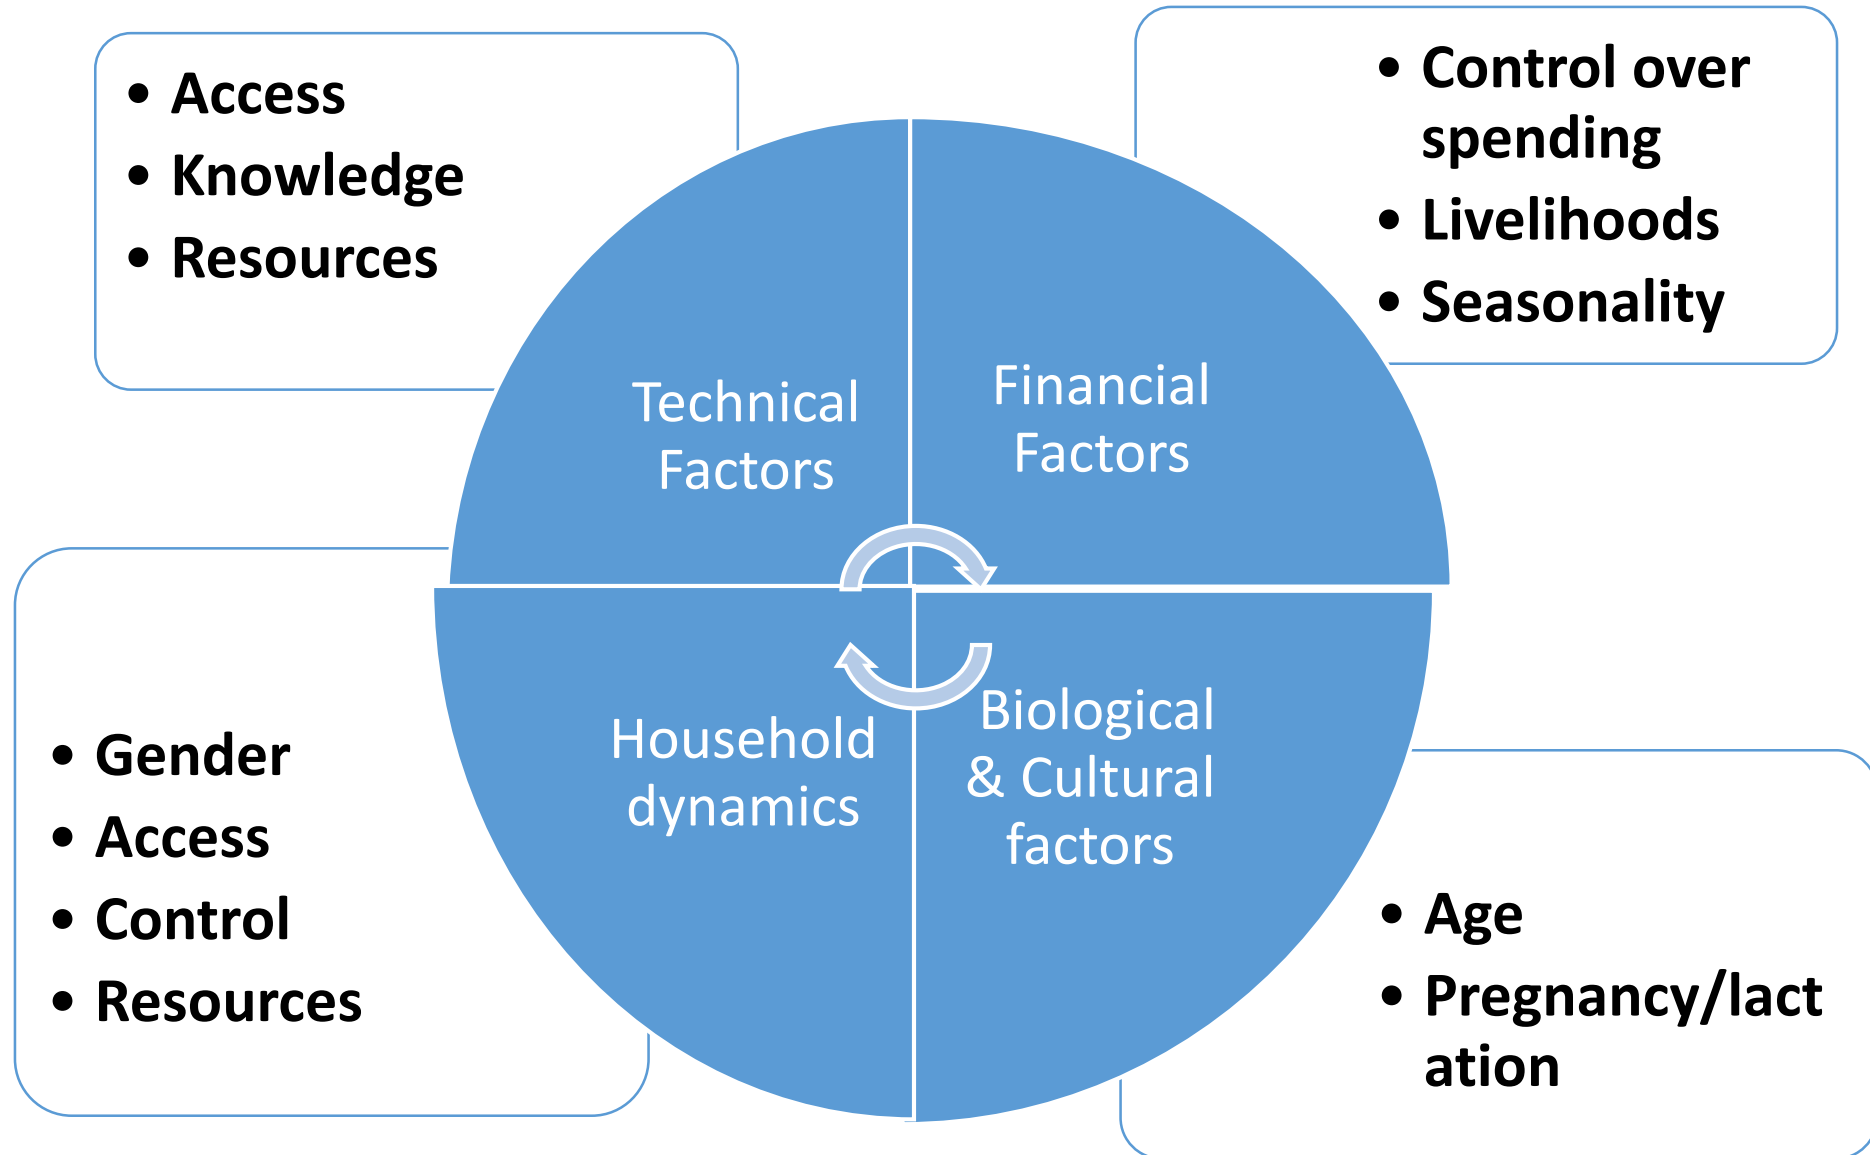 • Access
• Knowledge
• Resources
• Control over
spending
• Livelihoods
• Seasonality
Technical
Factors
Financial
Factors
Household
dynamics
Biological
& Cultural
factors
• Gender
• Access
• Control
• Resources
• Age
• Pregnancy/lact
ation